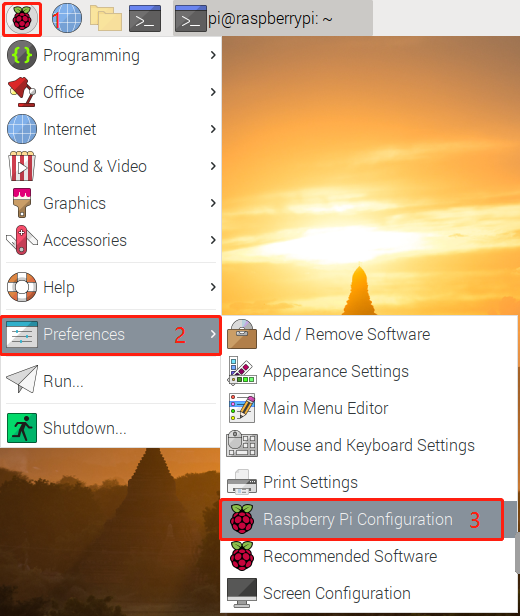 1 pi@raspberrypi: ~
Programming
Office
Internet
Sound & Video
Graphics
Accessories
Help
Preferences 2
Run...
Shutdown...
Add / Remove Software
Appearance Settings
Main Menu Editor
Mouse and Keyboard Settings
Print Settings
Raspberry Pi Configuration 3
Recommended Software
Screen Configuration